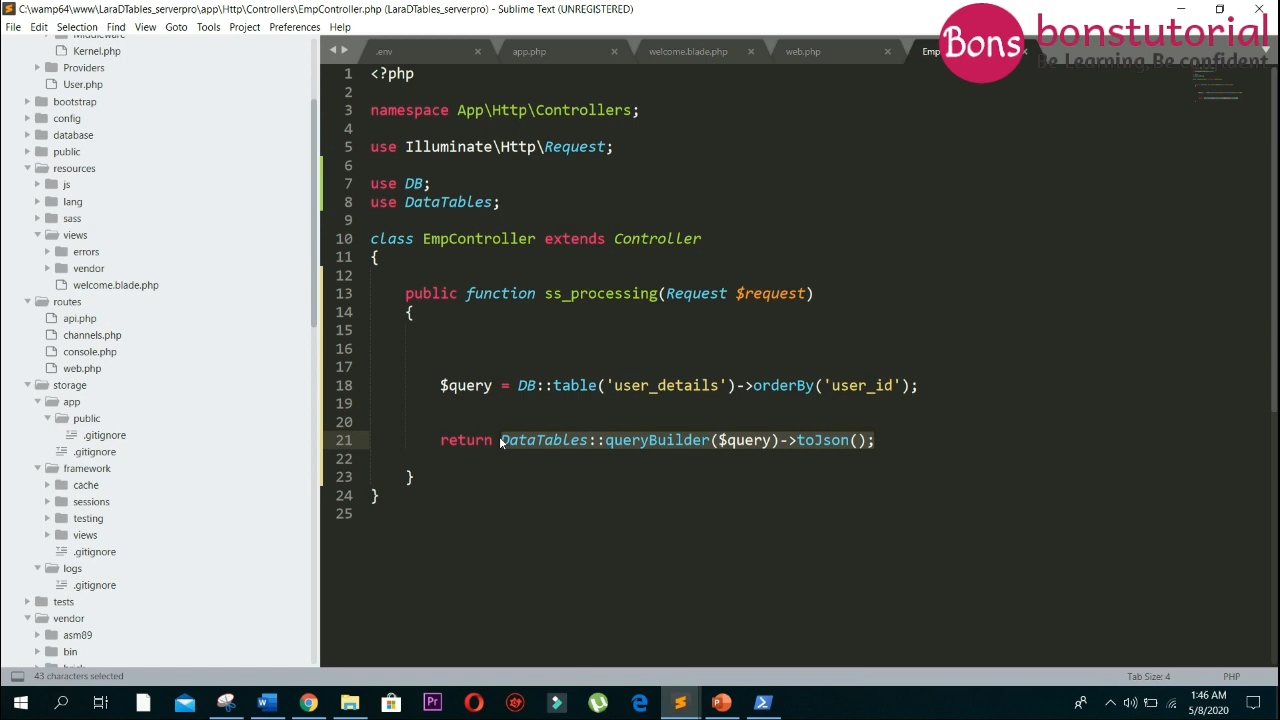 C:\wamp64\www\LaraDTables_serverpro\app\Http\Controllers\EmpController.php (LaraDTables_serverpro) - Sublime Text (UNREGISTERED)
File Edit Selection Find View Goto Tools Project Preferences Help
Bons
bonstutorial
Be Learning, Be confident
.env
app.php
welcome.blade.php
web.php
Emp
Kernel.php
Providers
User.php
bootstrap
config
database
public
resources
js
lang
sass
views
errors
vendor
welcome.blade.php
routes
api.php
channels.php
console.php
web.php
storage
app
public
.gitignore
.gitignore
framework
cache
sessions
testing
views
.gitignore
logs
.gitignore
tests
vendor
asm89
bin
1 <?php
2
3 namespace App\Http\Controllers;
4
5 use Illuminate\Http\Request;
6
7 use DB;
8 use DataTables;
9
10 class EmpController extends Controller
11 {
12
13 public function ss_processing(Request $request)
14 {
15
16
17
18 $query = DB::table('user_details')->orderBy('user_id');
19
20
21 return DataTables::queryBuilder($query)->toJson();
22
23 }
24 }
25
43 characters selected
Tab Size: 4
PHP
1:46 AM
5/8/2020